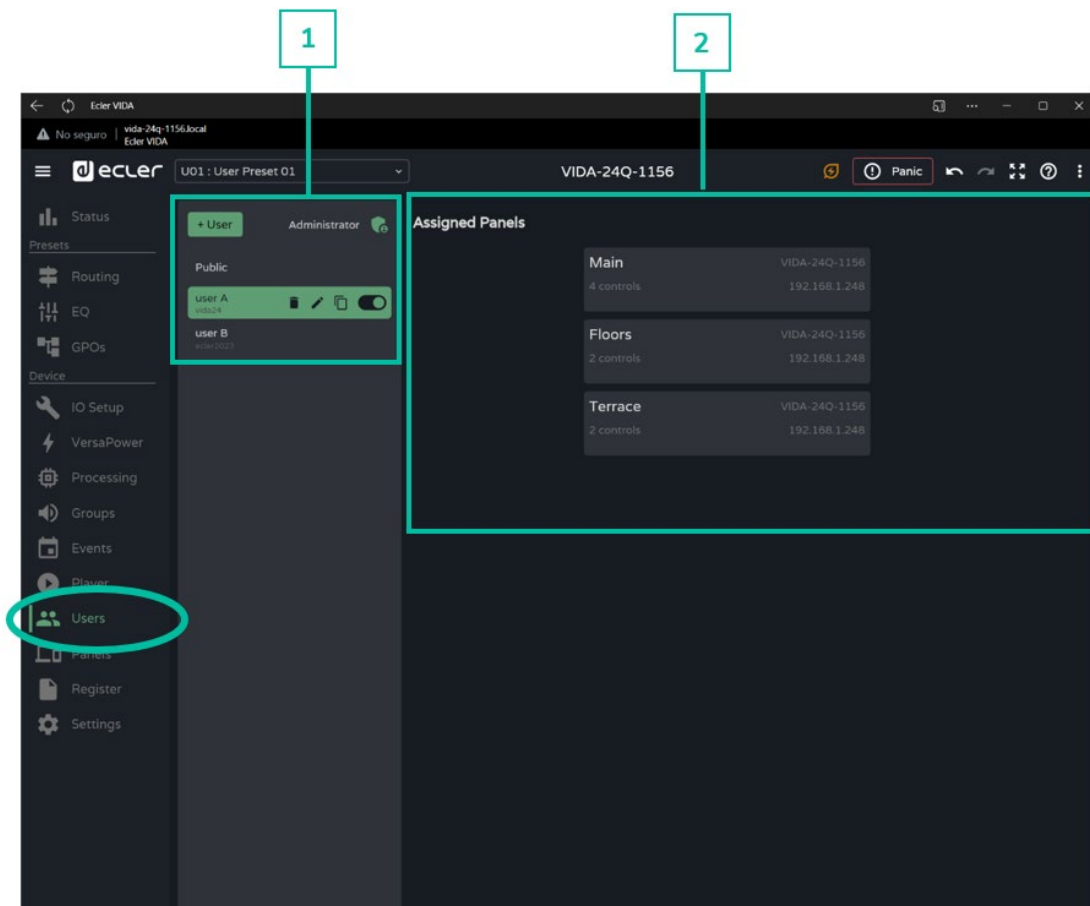 1
2
Ecler VIDA
No seguro
vida-24q-1156.local
Ecler VIDA
ecler
U01 : User Preset 01
VIDA-24Q-1156
Panic
Status
Presets
Routing
EQ
GPOs
Device
IO Setup
VersaPower
Processing
Groups
Events
Player
Users
Panels
Register
Settings
+ User
Administrator
Public
user A
vida24
user B
ecler2023
Assigned Panels
Main
VIDA-24Q-1156
4 controls
192.168.1.248
Floors
VIDA-24Q-1156
2 controls
192.168.1.248
Terrace
VIDA-24Q-1156
2 controls
192.168.1.248